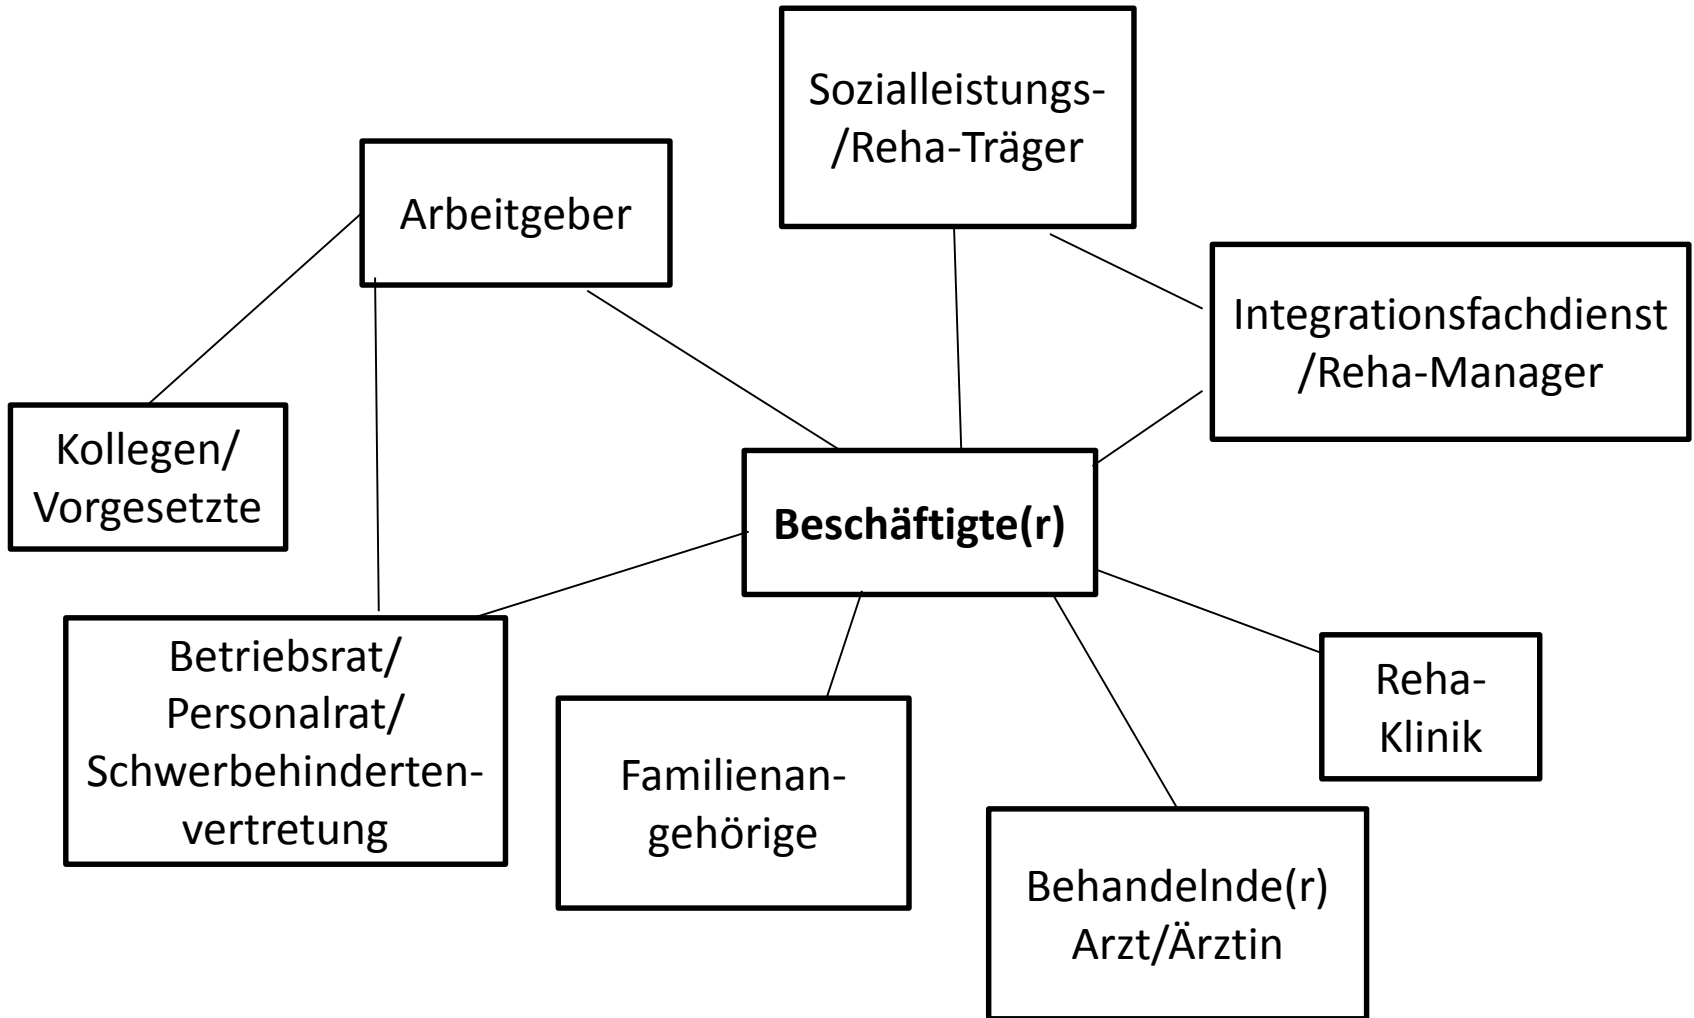 Sozialleistungs-
/Reha-Träger
Arbeitgeber
Integrationsfachdienst
/Reha-Manager
Kollegen/
Vorgesetzte
Beschäftigte(r)
Betriebsrat/
Personalrat/
Schwerbehinderten-
vertretung
Familienan-
gehörige
Reha-
Klinik
Behandelnde(r)
Arzt/Ärztin